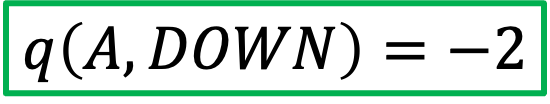 q(A, DOWN) = −2